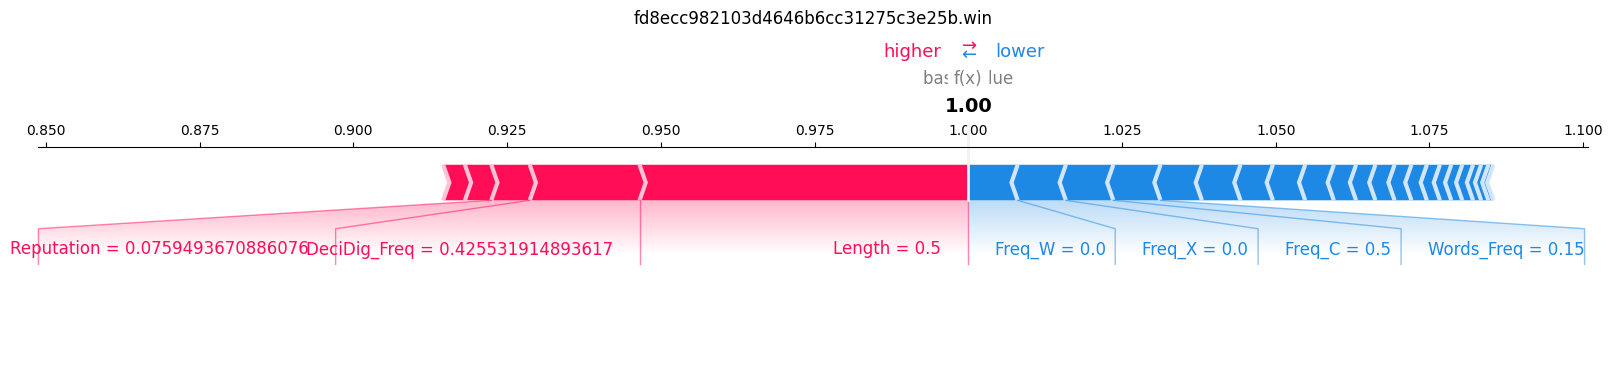 fd8ecc982103d4646b6cc31275c3e25b.win
higher ⇄ lower
bas f(x) lue
1.00
0.850 0.875 0.900 0.925 0.950 0.975 1.000 1.025 1.050 1.075 1.100
Reputation = 0.0759493670886076 DeciDig_Freq = 0.425531914893617 Length = 0.5 Freq_W = 0.0 Freq_X = 0.0 Freq_C = 0.5 Words_Freq = 0.15